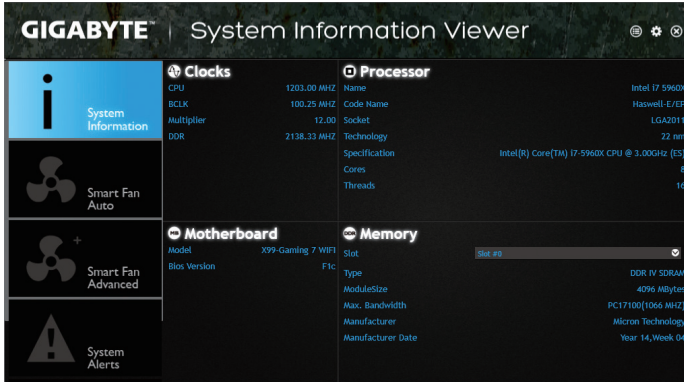 GIGABYTE™ | System Information Viewer
System
Information
Smart Fan
Auto
Smart Fan
Advanced
System
Alerts
Clocks
CPU 1203.00 MHZ
BCLK 100.25 MHZ
Multiplier 12.00
DDR 2138.33 MHZ
Processor
Name Intel i7 5960X
Code Name Haswell-E/EP
Socket LGA2011
Technology 22 nm
Specification Intel(R) Core(TM) i7-5960X CPU @ 3.00GHz (ES)
Cores 8
Threads 16
Motherboard
Model X99-Gaming 7 WIFI
Bios Version F1c
Memory
Slot Slot #0
Type DDR IV SDRAM
ModuleSize 4096 MBytes
Max. Bandwidth PC17100(1066 MHZ)
Manufacturer Micron Technology
Manufacturer Date Year 14,Week 04